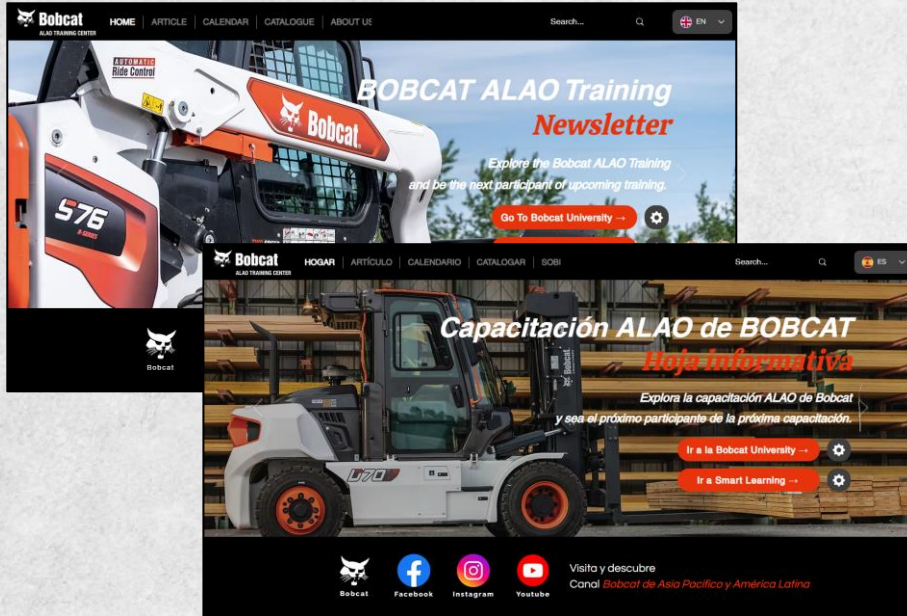 Bobcat
ALAO TRAINING CENTER
HOME
ARTICLE
CALENDAR
CATALOGUE
ABOUT US
Search...
EN
AUTOMATIC
Ride Control
Bobcat
S76
R-SERIES
BOBCAT ALAO Training
Newsletter
Explore the Bobcat ALAO Training
and be the next participant of upcoming training.
Go To Bobcat University →
Bobcat
Bobcat
ALAO TRAINING CENTER
HOGAR
ARTÍCULO
CALENDARIO
CATALOGAR
SOBI
Search...
ES
Capacitación ALAO de BOBCAT
Hoja informativa
Explora la capacitación ALAO de Bobcat
y sea el próximo participante de la próxima capacitación.
Ir a la Bobcat University →
Ir a Smart Learning →
Bobcat
D70
Bobcat
Facebook
Instagram
Youtube
Visita y descubre
Canal Bobcat de Asia Pacífico y América Latina